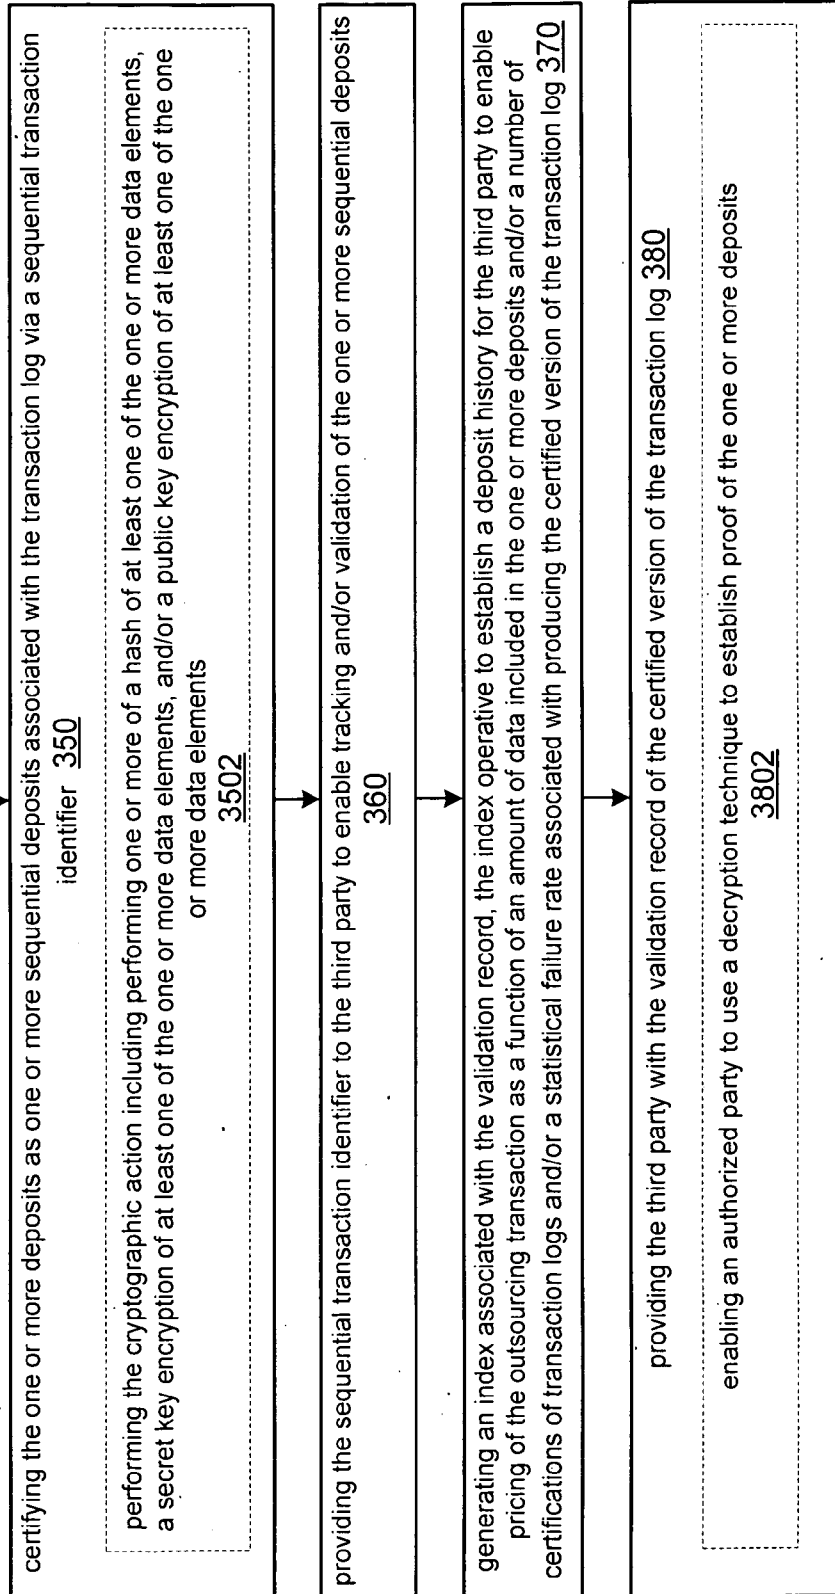 certifying the one or more deposits as one or more sequential deposits associated with the transaction log via a sequential transaction
identifier 350
performing the cryptographic action including performing one or more of a hash of at least one of the one or more data elements,
a secret key encryption of at least one of the one or more data elements, and/or a public key encryption of at least one of the one
or more data elements
3502
providing the sequential transaction identifier to the third party to enable tracking and/or validation of the one or more sequential deposits
360
generating an index associated with the validation record, the index operative to establish a deposit history for the third party to enable
pricing of the outsourcing transaction as a function of an amount of data included in the one or more deposits and/or a number of
certifications of transaction logs and/or a statistical failure rate associated with producing the certified version of the transaction log 370
providing the third party with the validation record of the certified version of the transaction log 380
enabling an authorized party to use a decryption technique to establish proof of the one or more deposits
3802